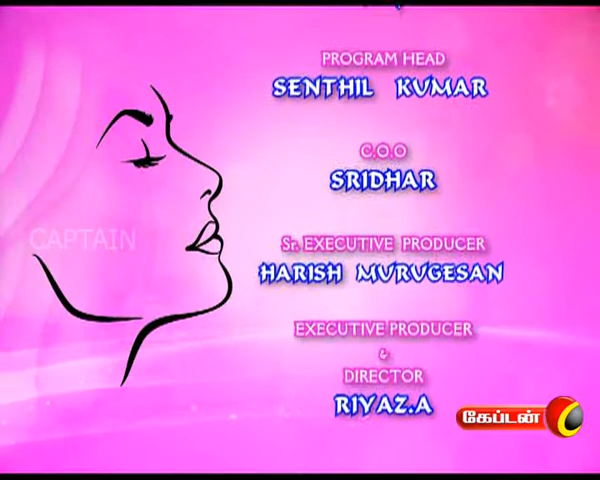 PROGRAM HEAD
SENTHIL KUMAR
C.O.O
SRIDHAR
CAPTAIN
Sr. EXECUTIVE PRODUCER
HARISH MURUGESAN
EXECUTIVE PRODUCER
&
DIRECTOR
RIYAZ.A
கேப்டன்